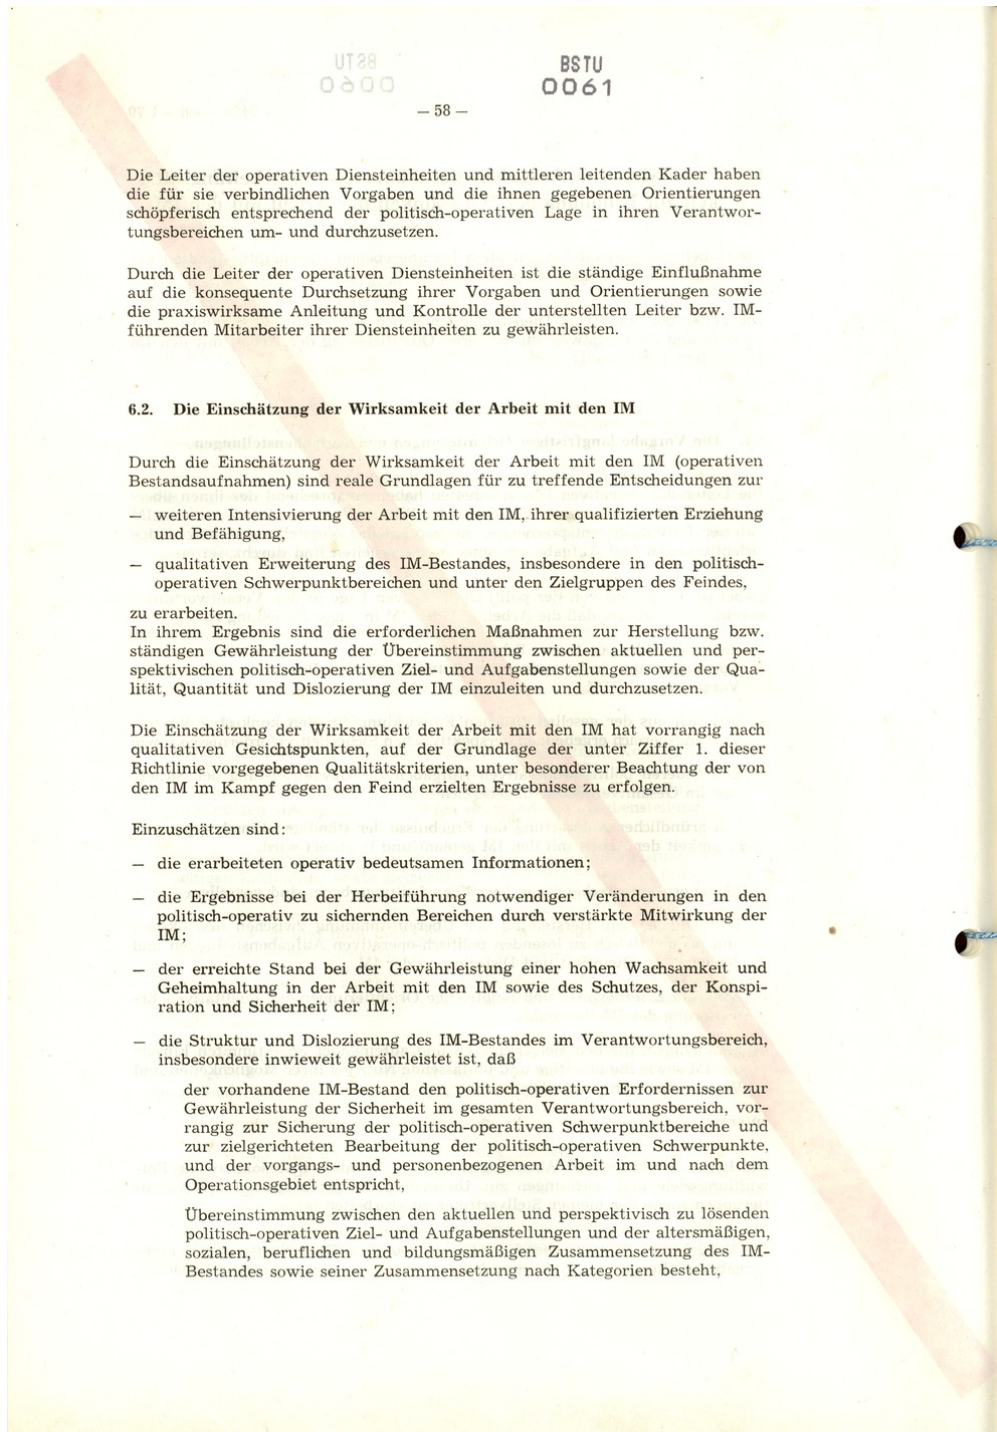 BSTU
0061
— 58 —
Die Leiter der operativen Diensteinheiten und mittleren leitenden Kader haben
die für sie verbindlichen Vorgaben und die ihnen gegebenen Orientierungen
schöpferisch entsprechend der politisch-operativen Lage in ihren Verantwor-
tungsbereichen um- und durchzusetzen.
Durch die Leiter der operativen Diensteinheiten ist die ständige Einflußnahme
auf die konsequente Durchsetzung ihrer Vorgaben und Orientierungen sowie
die praxiswirksame Anleitung und Kontrolle der unterstellten Leiter bzw. IM-
führenden Mitarbeiter ihrer Diensteinheiten zu gewährleisten.
6.2. Die Einschätzung der Wirksamkeit der Arbeit mit den IM
Durch die Einschätzung der Wirksamkeit der Arbeit mit den IM (operativen
Bestandsaufnahmen) sind reale Grundlagen für zu treffende Entscheidungen zur
— weiteren Intensivierung der Arbeit mit den IM, ihrer qualifizierten Erziehung
und Befähigung,
— qualitativen Erweiterung des IM-Bestandes, insbesondere in den politisch-
operativen Schwerpunktbereichen und unter den Zielgruppen des Feindes,
zu erarbeiten.
In ihrem Ergebnis sind die erforderlichen Maßnahmen zur Herstellung bzw.
ständigen Gewährleistung der Übereinstimmung zwischen aktuellen und per-
spektivischen politisch-operativen Ziel- und Aufgabenstellungen sowie der Qua-
lität, Quantität und Dislozierung der IM einzuleiten und durchzusetzen.
Die Einschätzung der Wirksamkeit der Arbeit mit den IM hat vorrangig nach
qualitativen Gesichtspunkten, auf der Grundlage der unter Ziffer 1. dieser
Richtlinie vorgegebenen Qualitätskriterien, unter besonderer Beachtung der von
den IM im Kampf gegen den Feind erzielten Ergebnisse zu erfolgen.
Einzuschätzen sind:
— die erarbeiteten operativ bedeutsamen Informationen;
— die Ergebnisse bei der Herbeiführung notwendiger Veränderungen in den
politisch-operativ zu sichernden Bereichen durch verstärkte Mitwirkung der
IM;
— der erreichte Stand bei der Gewährleistung einer hohen Wachsamkeit und
Geheimhaltung in der Arbeit mit den IM sowie des Schutzes, der Konspi-
ration und Sicherheit der IM;
— die Struktur und Dislozierung des IM-Bestandes im Verantwortungsbereich,
insbesondere inwieweit gewährleistet ist, daß
der vorhandene IM-Bestand den politisch-operativen Erfordernissen zur
Gewährleistung der Sicherheit im gesamten Verantwortungsbereich, vor-
rangig zur Sicherung der politisch-operativen Schwerpunktbereiche und
zur zielgerichteten Bearbeitung der politisch-operativen Schwerpunkte,
und der vorgangs- und personenbezogenen Arbeit im und nach dem
Operationsgebiet entspricht,
Übereinstimmung zwischen den aktuellen und perspektivisch zu lösenden
politisch-operativen Ziel- und Aufgabenstellungen und der altersmäßigen,
sozialen, beruflichen und bildungsmäßigen Zusammensetzung des IM-
Bestandes sowie seiner Zusammensetzung nach Kategorien besteht,